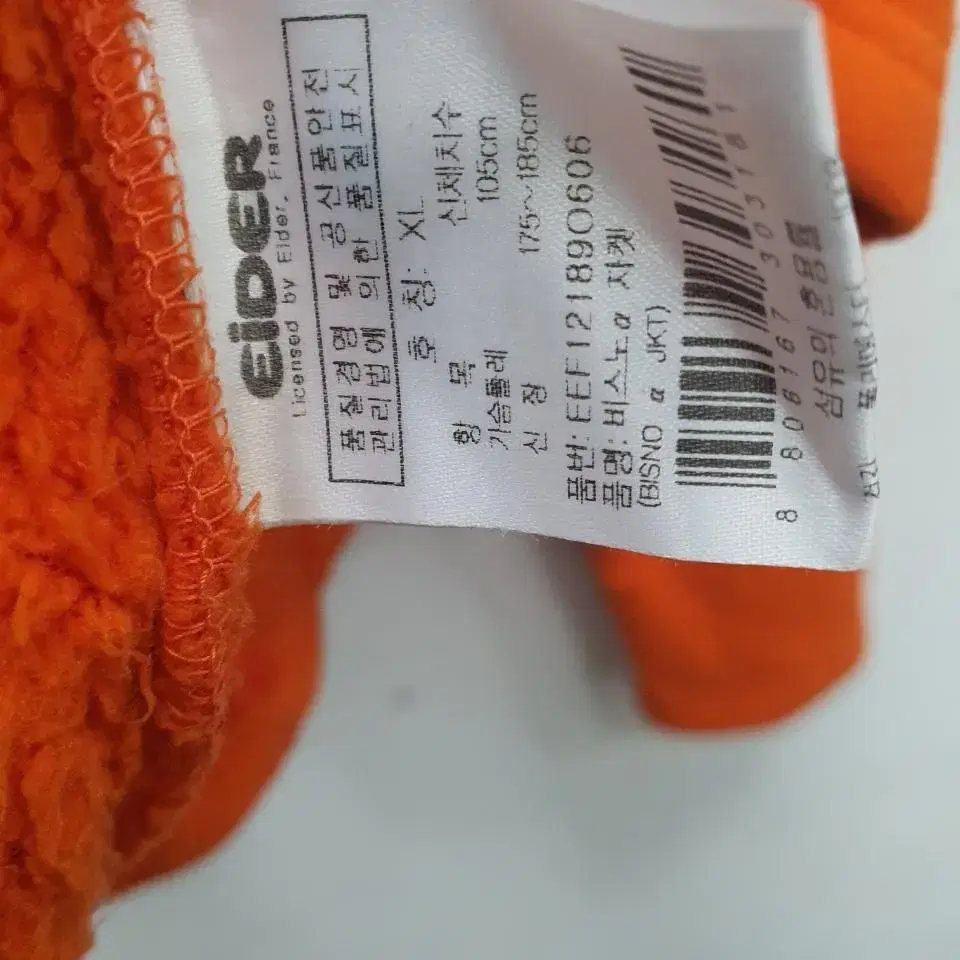 EiDER
Licensed by Eider, France
품질경영 및 공산품안전
관리법에 의한 품질표시
호 칭: XL
항 목 신체치수
가슴둘레 105cm
신 장 175~185cm
품번: EEF12189O606
품명: 비스노α 자켓
(BISNO α JKT)
섬유의 혼용률